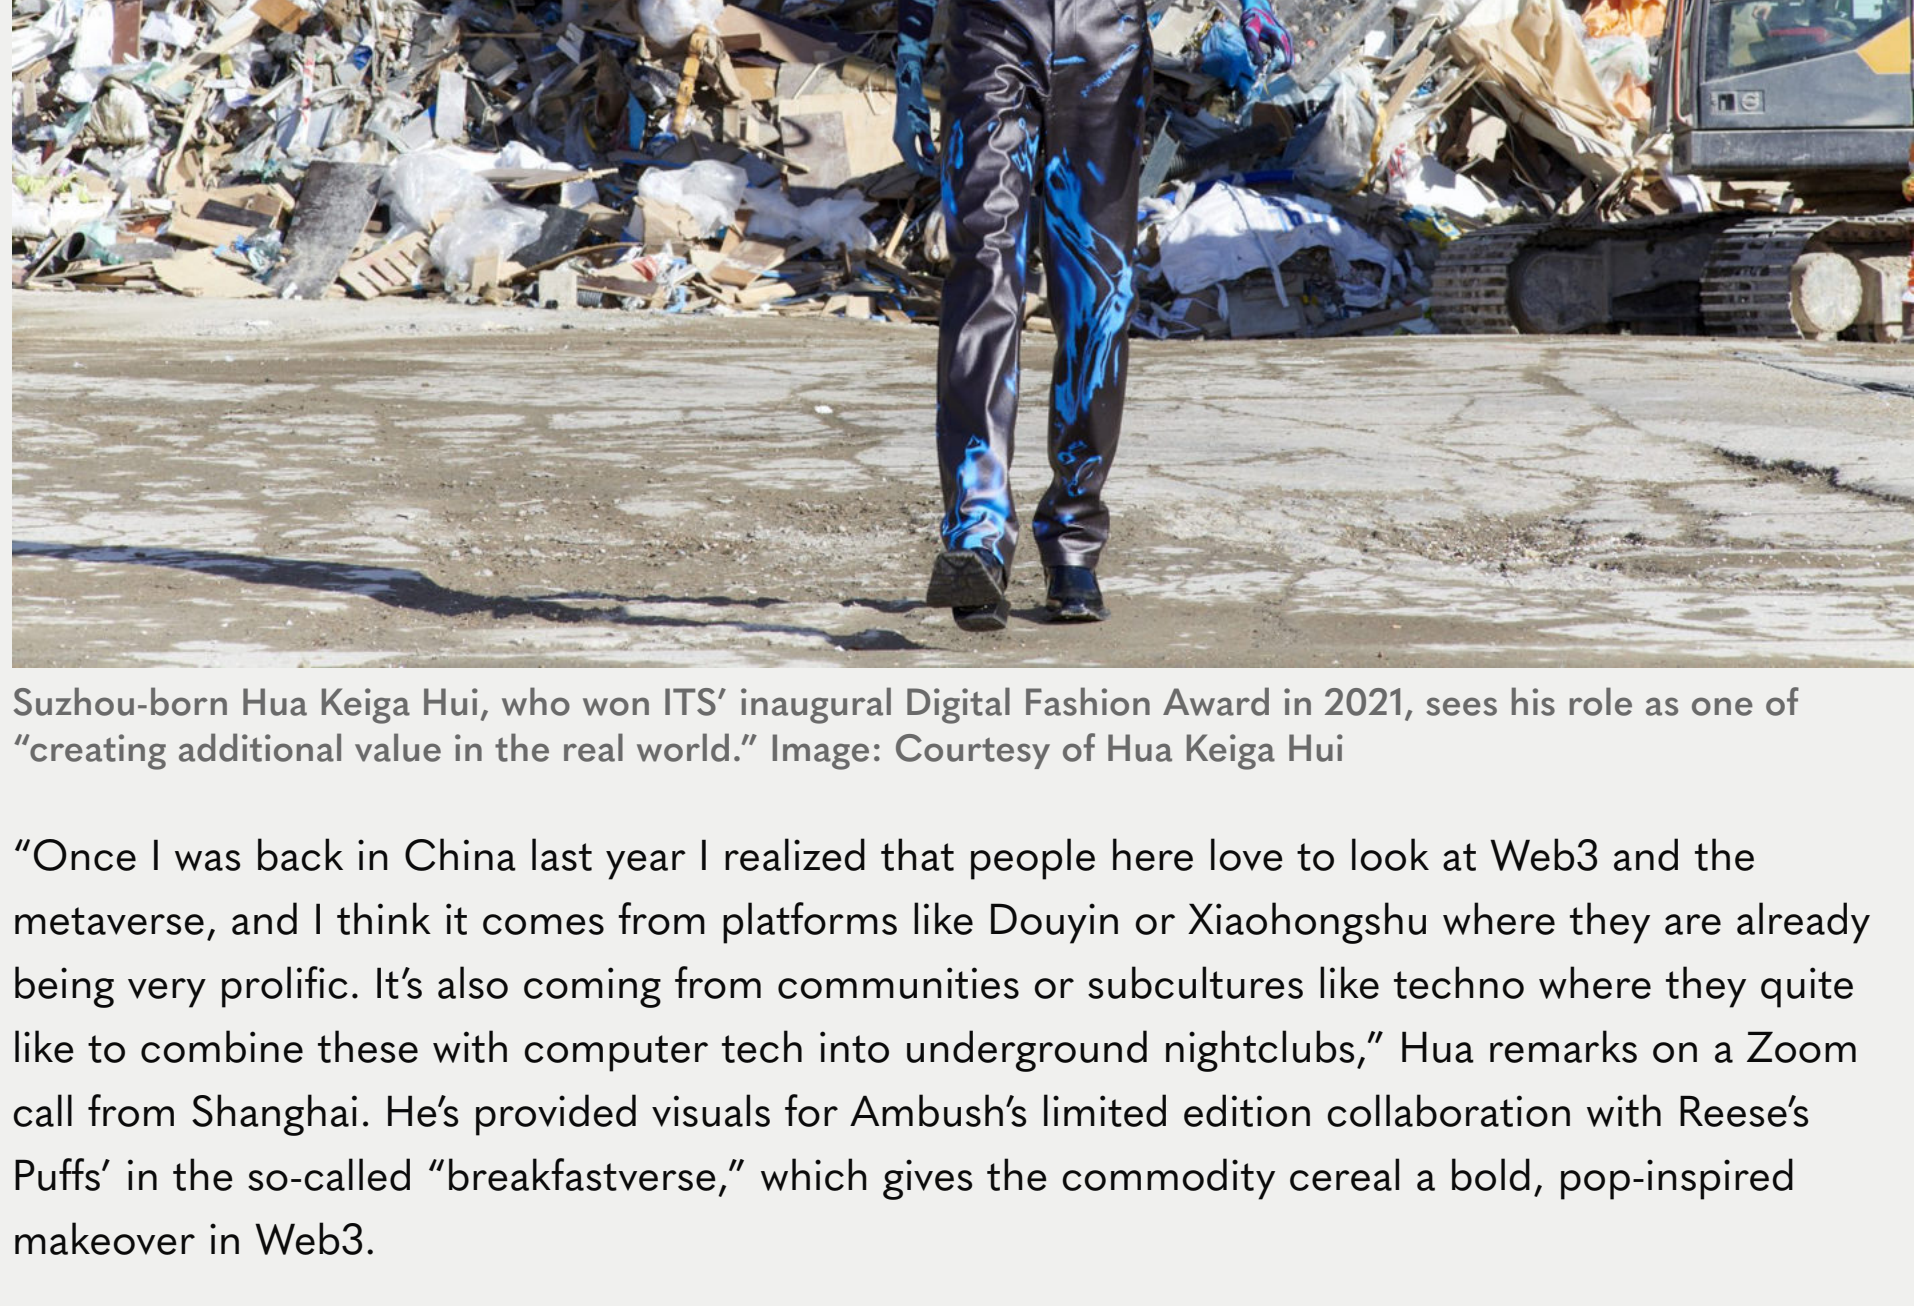 Suzhou-born Hua Keiga Hui, who won ITS’ inaugural Digital Fashion Award in 2021, sees his role as one of
“creating additional value in the real world.” Image: Courtesy of Hua Keiga Hui
“Once I was back in China last year I realized that people here love to look at Web3 and the
metaverse, and I think it comes from platforms like Douyin or Xiaohongshu where they are already
being very prolific. It’s also coming from communities or subcultures like techno where they quite
like to combine these with computer tech into underground nightclubs,” Hua remarks on a Zoom
call from Shanghai. He’s provided visuals for Ambush’s limited edition collaboration with Reese’s
Puffs’ in the so-called “breakfastverse,” which gives the commodity cereal a bold, pop-inspired
makeover in Web3.